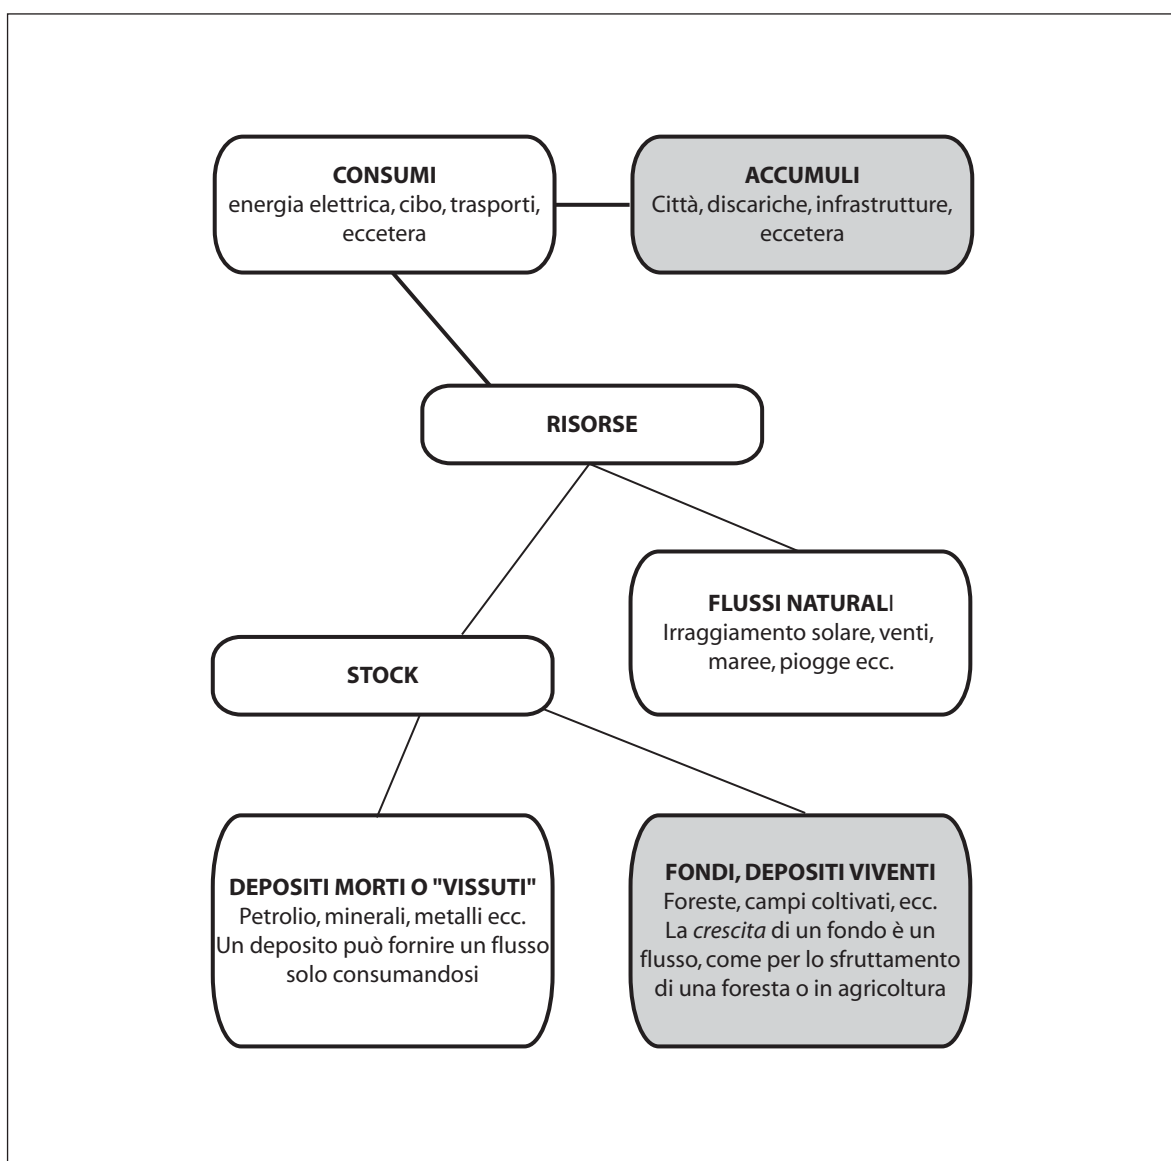 CONSUMI
energia elettrica, cibo, trasporti,
eccetera
ACCUMULI
Città, discariche, infrastrutture,
eccetera
RISORSE
FLUSSI NATURALI
Irraggiamento solare, venti,
maree, piogge ecc.
STOCK
DEPOSITI MORTI O "VISSUTI"
Petrolio, minerali, metalli ecc.
Un deposito può fornire un flusso
solo consumandosi
FONDI, DEPOSITI VIVENTI
Foreste, campi coltivati, ecc.
La crescita di un fondo è un
flusso, come per lo sfruttamento
di una foresta o in agricoltura